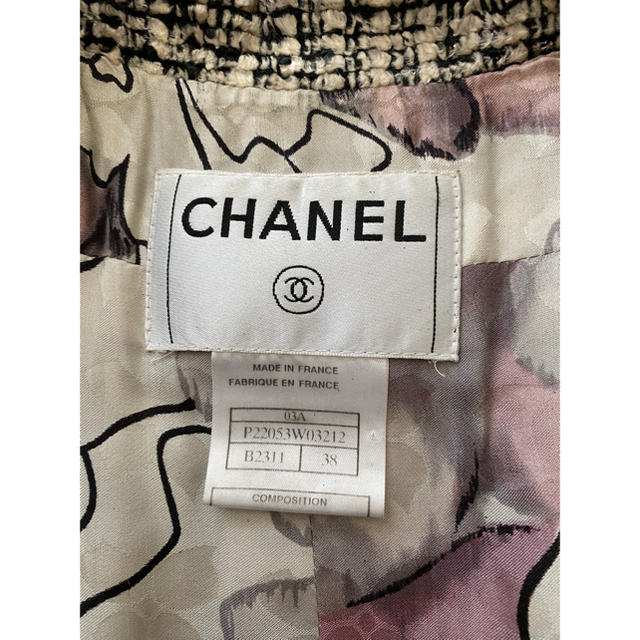 CHANEL
MADE IN FRANCE
FABRIQUE EN FRANCE
03A
P22053W03212
B2311 38
COMPOSITION